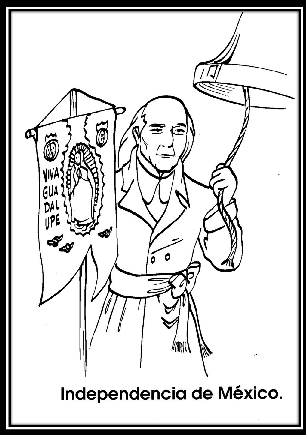 VIVA
GUA
DAL
UPE
Independencia de México.